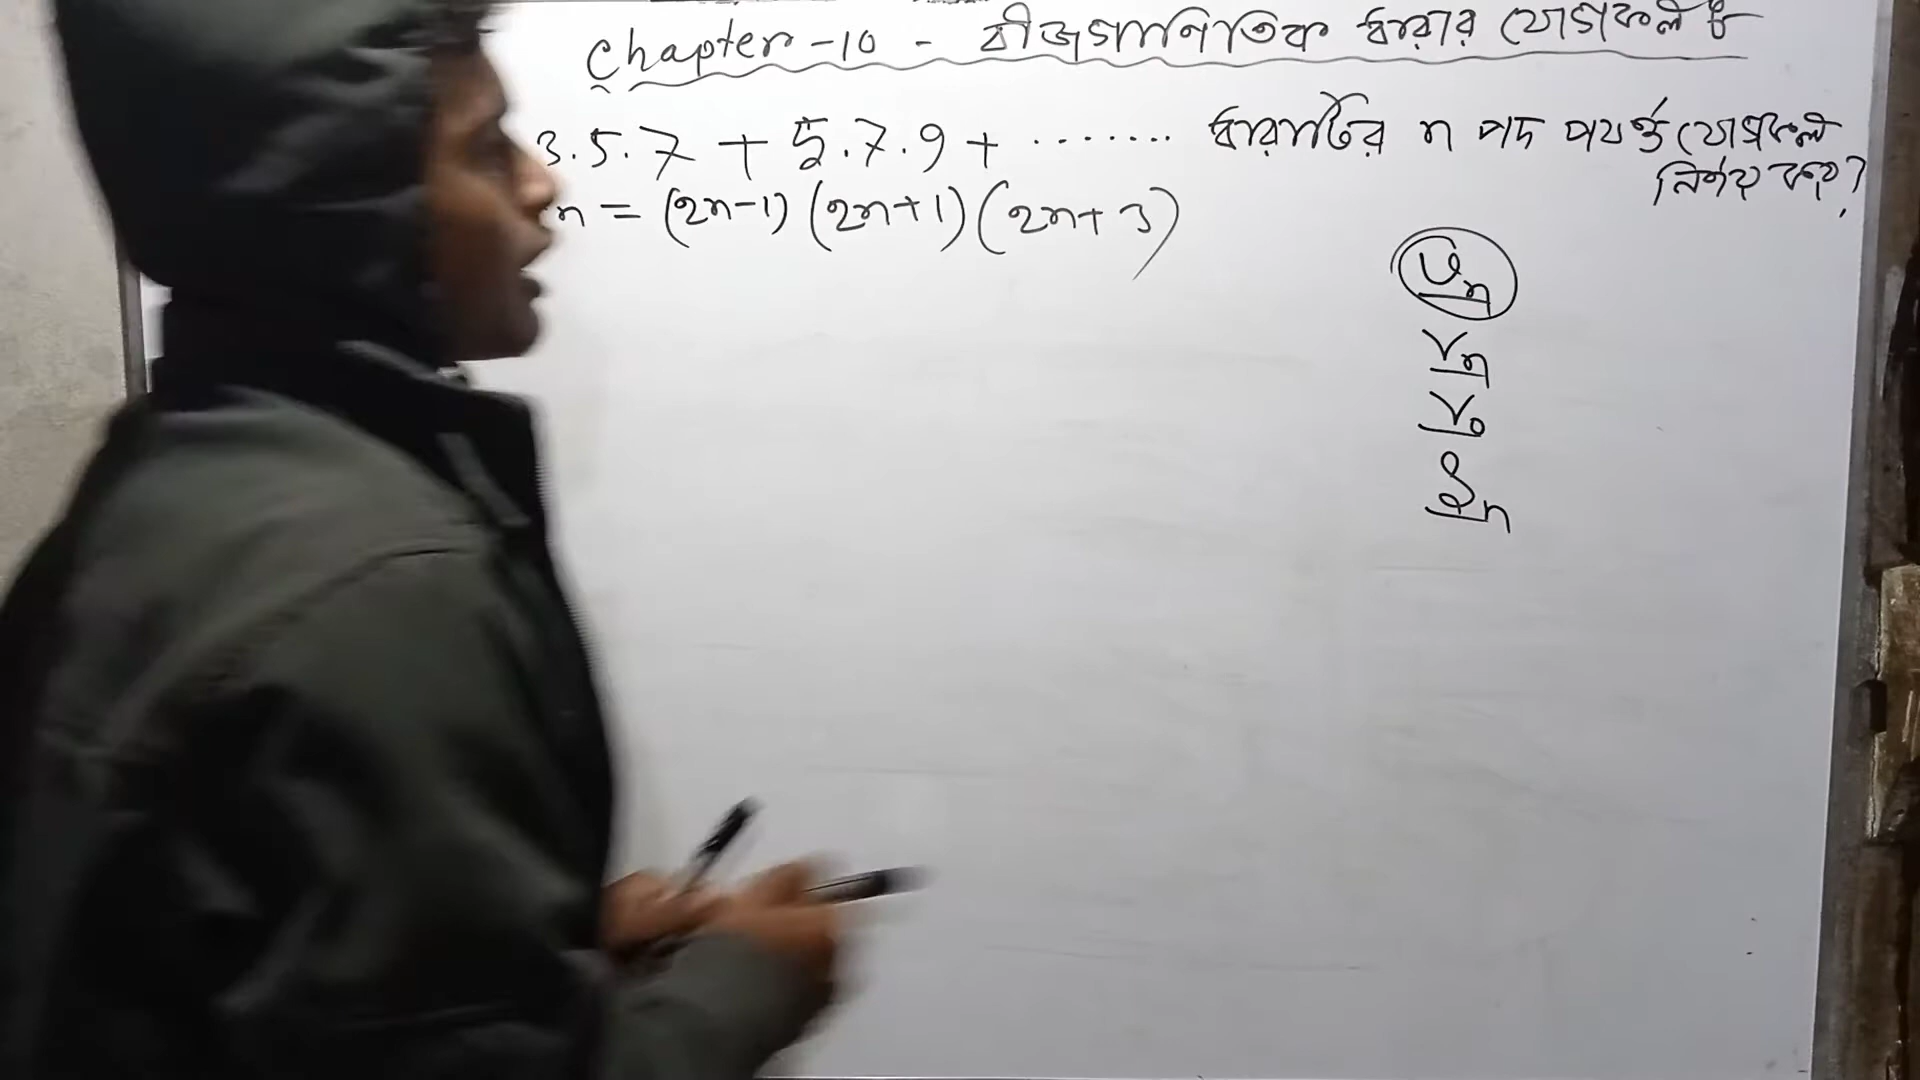 Chapter-10 - বীজগাণিতিক ধারার যোগফল ঃ
3.5.7 + 5.7.9 + ....... ধারাটির n পদ পর্যন্ত যোগফল
নির্ণয় কর?
n = (2n-1) (2n+1) (2n+3)
Un
Vn
V0
Sn